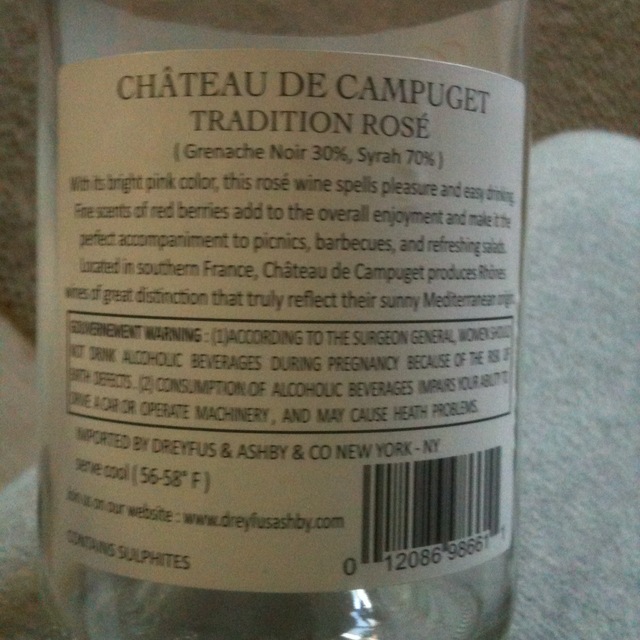 CHÂTEAU DE CAMPUGET
TRADITION ROSÉ
( Grenache Noir 30%, Syrah 70% )
With its bright pink color, this rosé wine spells pleasure and easy drinking.
Fine scents of red berries add to the overall enjoyment and make it the
perfect accompaniment to picnics, barbecues, and refreshing salads.
Located in southern France, Château de Campuget produces Rhônes
wines of great distinction that truly reflect their sunny Mediterranean origin.
GOUVERNEMENT WARNING : (1)ACCORDING TO THE SURGEON GENERAL, WOMEN SHOULD
NOT DRINK ALCOHOLIC BEVERAGES DURING PREGNANCY BECAUSE OF THE RISK OF
BIRTH DEFECTS. (2) CONSUMPTION OF ALCOHOLIC BEVERAGES IMPAIRS YOUR ABILITY TO
DRIVE A CAR OR OPERATE MACHINERY, AND MAY CAUSE HEATH PROBLEMS.
IMPORTED BY DREYFUS & ASHBY & CO NEW YORK - NY
serve cool ( 56-58° F )
Join us on our website : www.dreyfusashby.com
CONTAINS SULPHITES
0 12086